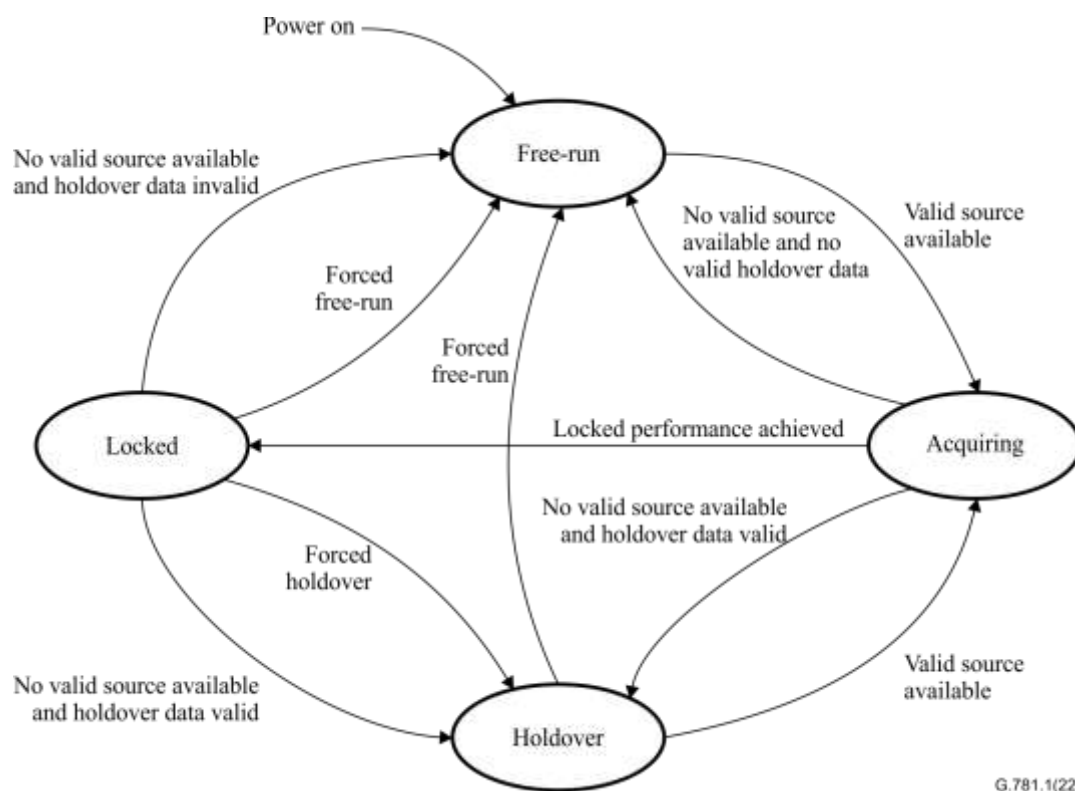 Power on
Free-run
No valid source available
and holdover data invalid
No valid source
available and no
valid holdover data
Valid source
available
Forced
free-run
Forced
free-run
Locked performance achieved
Locked
Acquiring
No valid source available
and holdover data valid
Forced
holdover
No valid source available
and holdover data valid
Valid source
available
Holdover
G.781.1(22